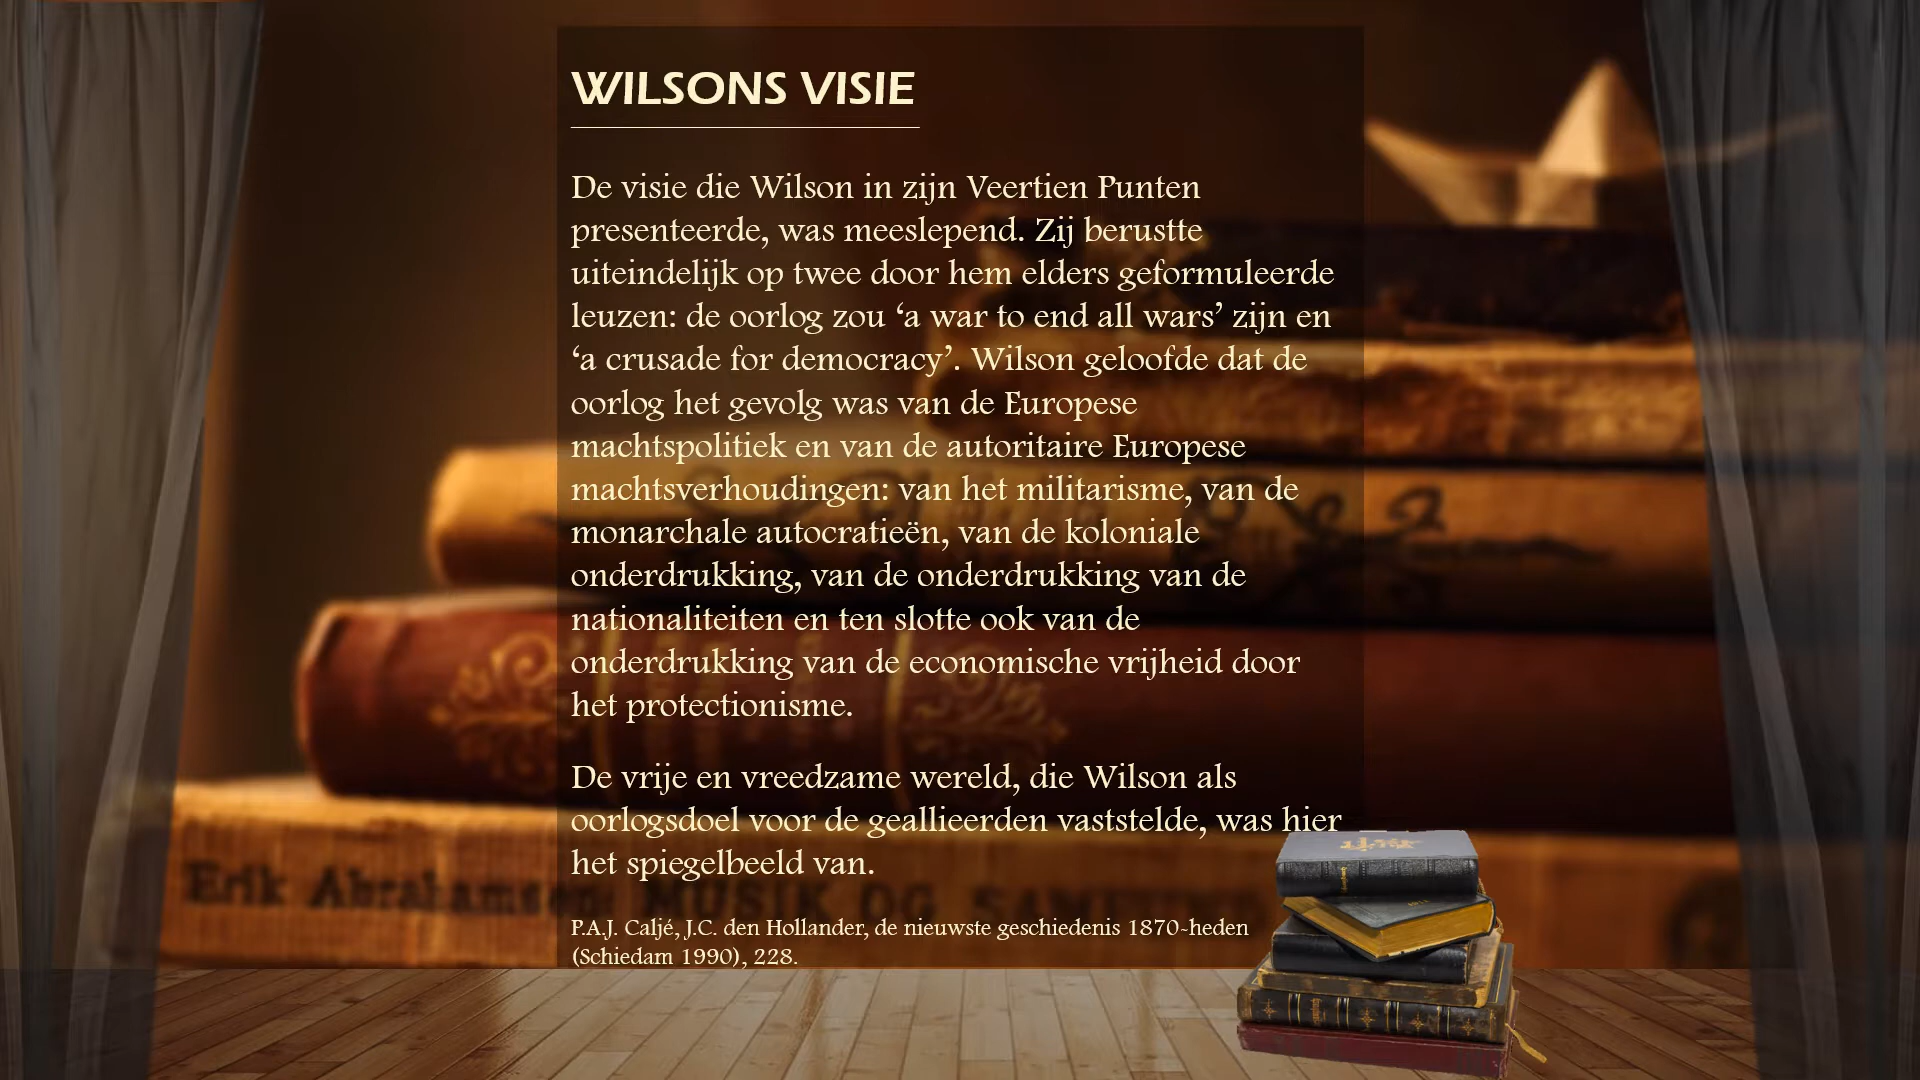 WILSONS VISIE
De visie die Wilson in zijn Veertien Punten
presenteerde, was meeslepend. Zij berustte
uiteindelijk op twee door hem elders geformuleerde
leuzen: de oorlog zou ‘a war to end all wars’ zijn en
‘a crusade for democracy’. Wilson geloofde dat de
oorlog het gevolg was van de Europese
machtspolitiek en van de autoritaire Europese
machtsverhoudingen: van het militarisme, van de
monarchale autocratieën, van de koloniale
onderdrukking, van de onderdrukking van de
nationaliteiten en ten slotte ook van de
onderdrukking van de economische vrijheid door
het protectionisme.
De vrije en vreedzame wereld, die Wilson als
oorlogsdoel voor de geallieerden vaststelde, was hier
het spiegelbeeld van.
P.A.J. Caljé, J.C. den Hollander, de nieuwste geschiedenis 1870-heden
(Schiedam 1990), 228.
Erik Abrahamsen MUSIK OG SAMFUND